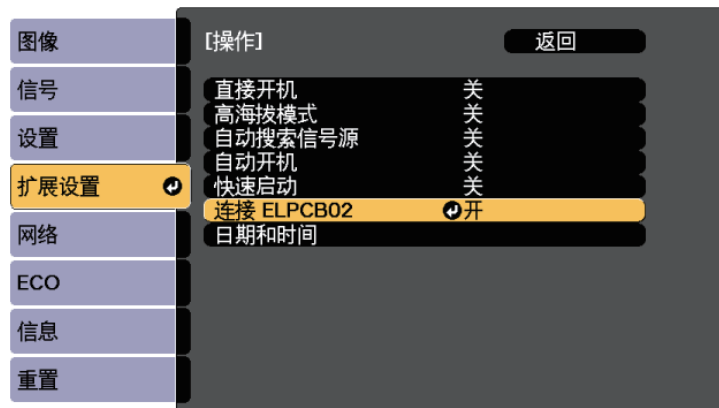 图像
信号
设置
扩展设置
网络
ECO
信息
重置
[操作] 返回
直接开机 关
高海拔模式 关
自动搜索信号源 关
自动开机 关
快速启动 关
连接 ELPCB02 开
日期和时间